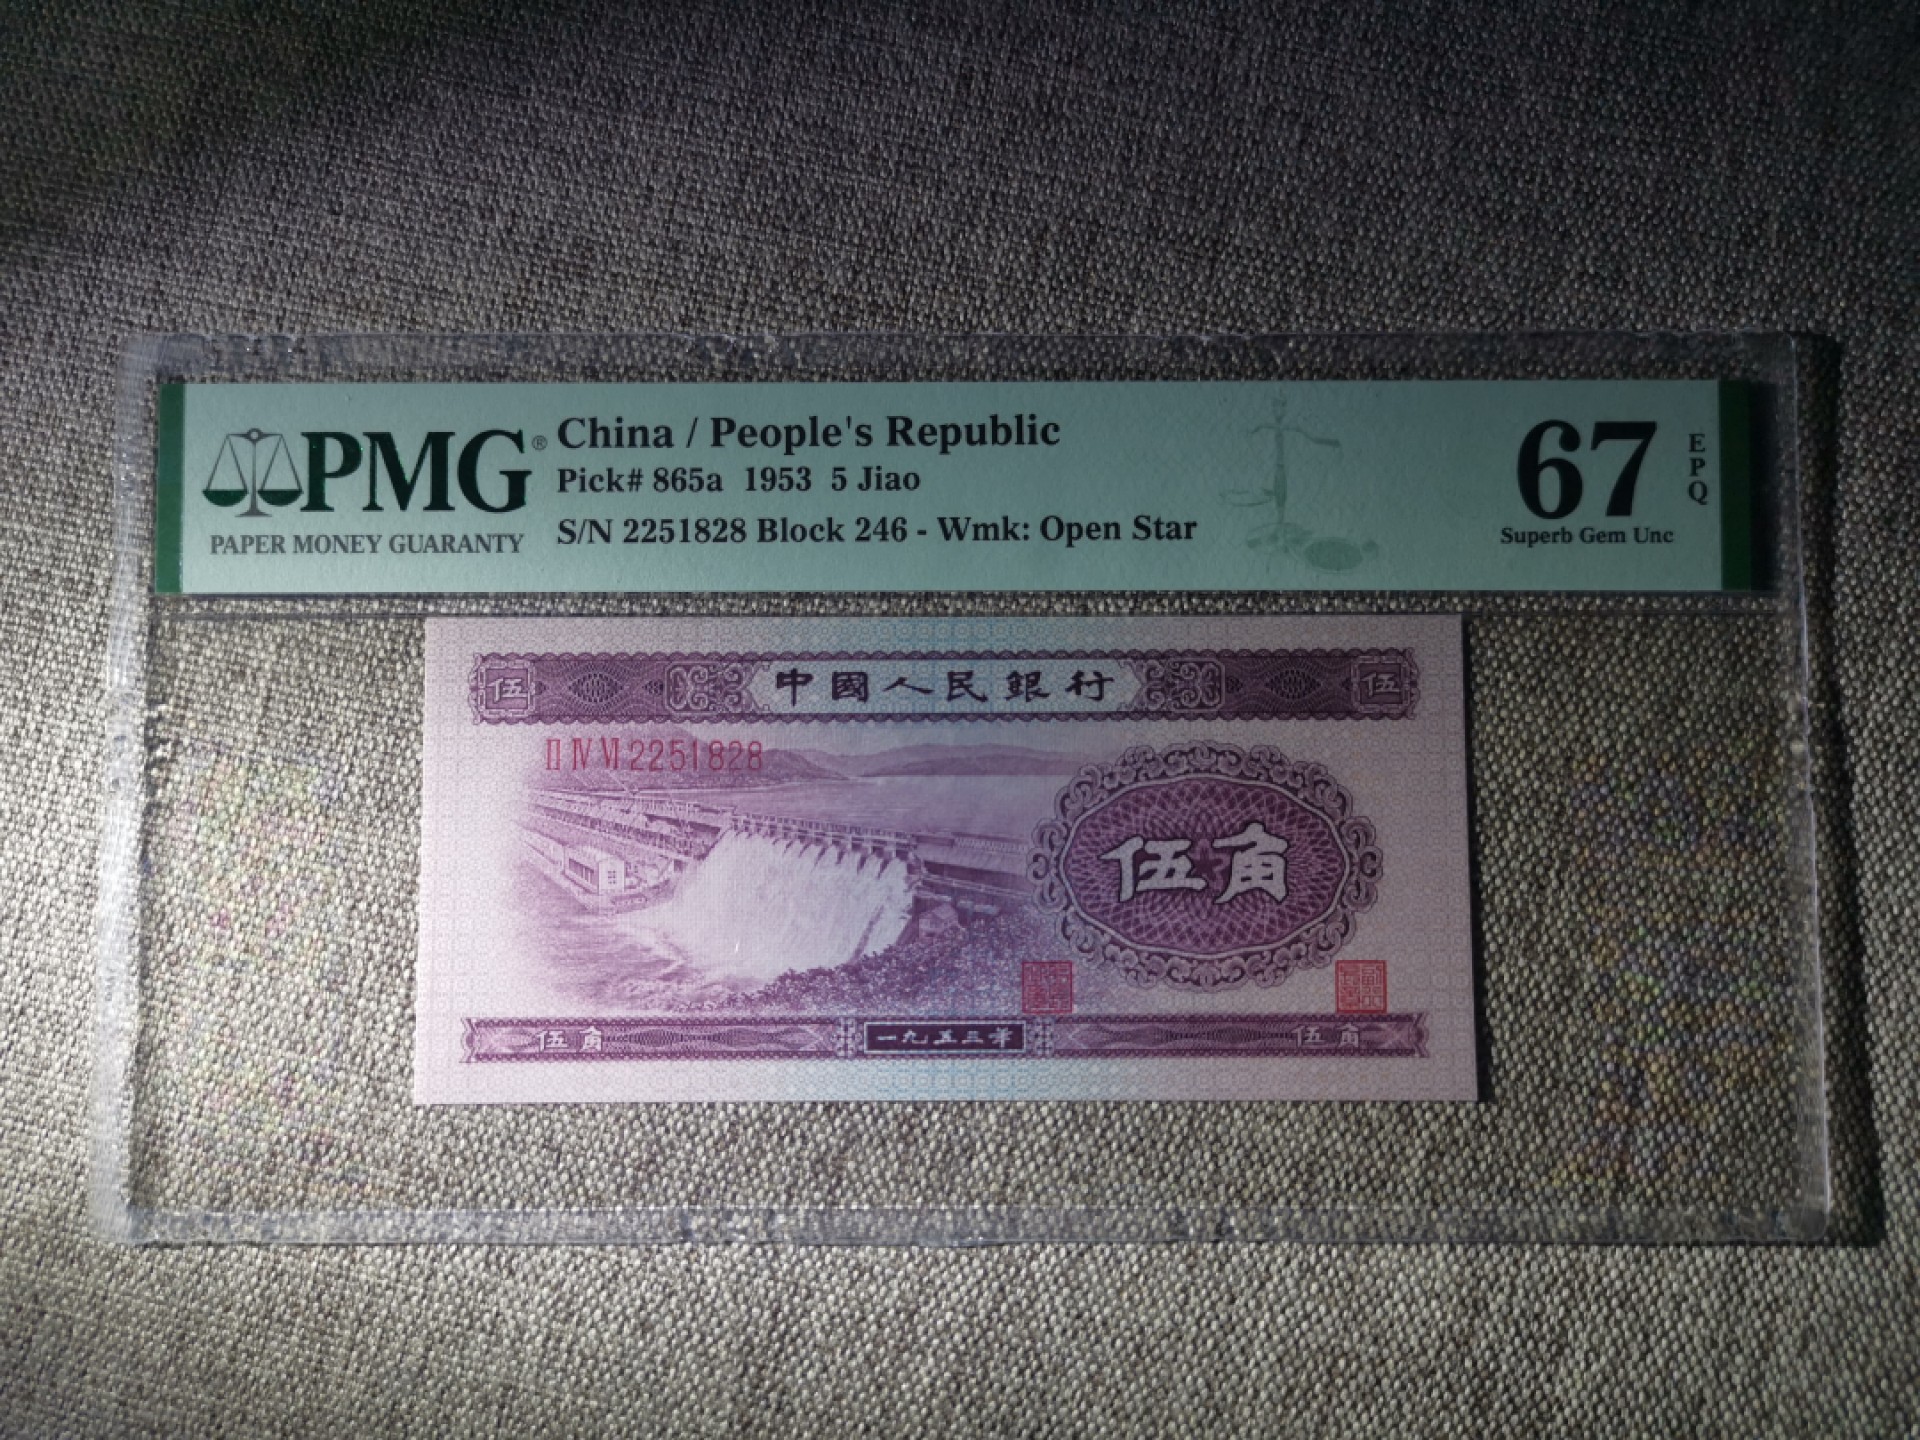 PMG®
PAPER MONEY GUARANTY
China / People's Republic
Pick# 865a 1953 5 Jiao
S/N 2251828 Block 246 - Wmk: Open Star
67
EPQ
Superb Gem Unc
伍 中國人民銀行 伍
II IV VI 2251828
伍角
伍角 一九五三年 伍角